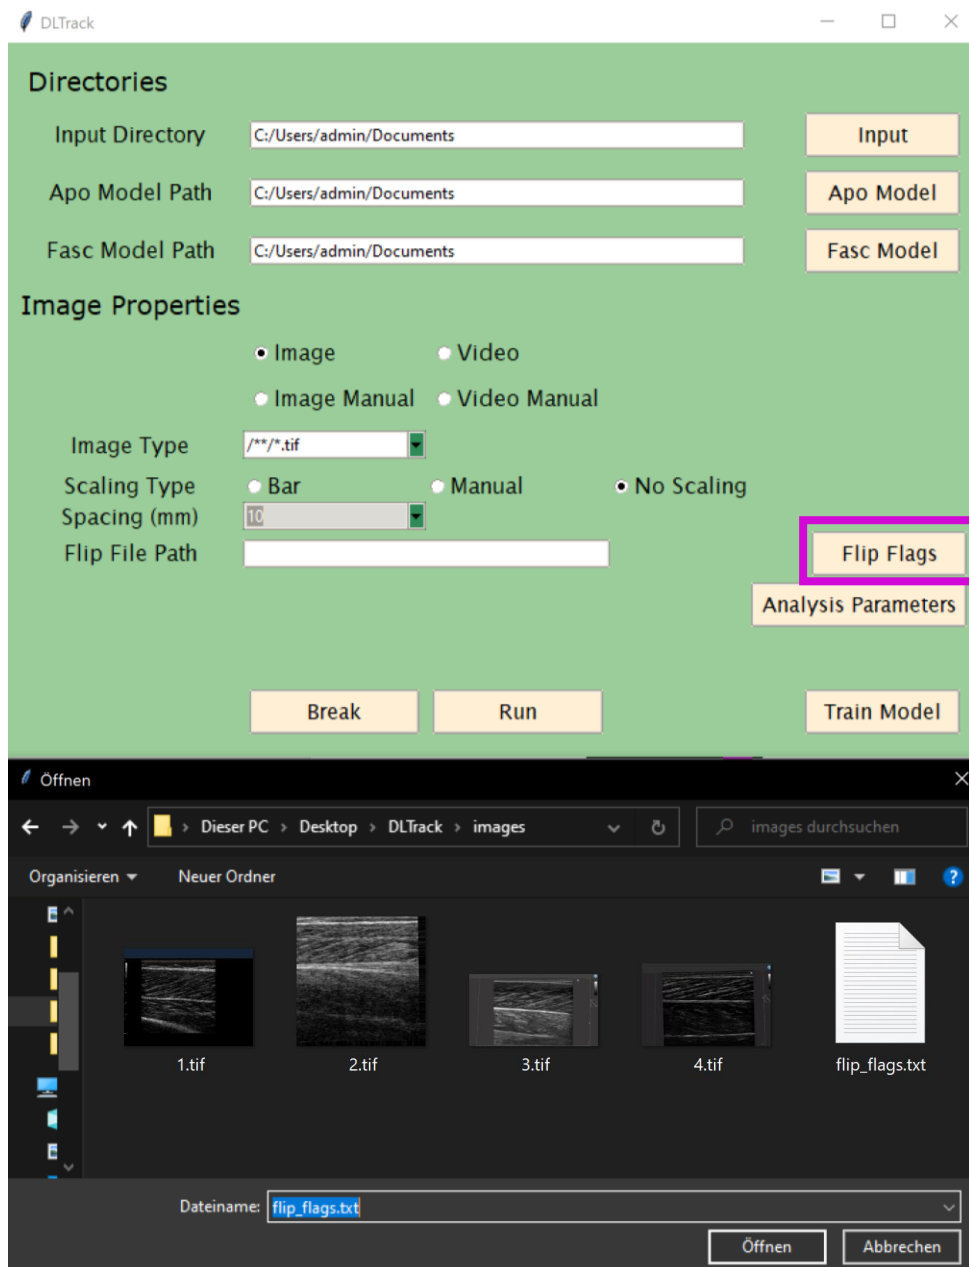 DLTrack
Directories
Input Directory C:/Users/admin/Documents Input
Apo Model Path C:/Users/admin/Documents Apo Model
Fasc Model Path C:/Users/admin/Documents Fasc Model
Image Properties
Image Video
Image Manual Video Manual
Image Type /**/*.tif
Scaling Type Bar Manual No Scaling
Spacing (mm) 10
Flip File Path Flip Flags
Analysis Parameters
Break Run Train Model
Öffnen
Dieser PC > Desktop > DLTrack > images images durchsuchen
Organisieren Neuer Ordner ?
1.tif 2.tif 3.tif 4.tif flip_flags.txt
Dateiname: flip_flags.txt
Öffnen Abbrechen